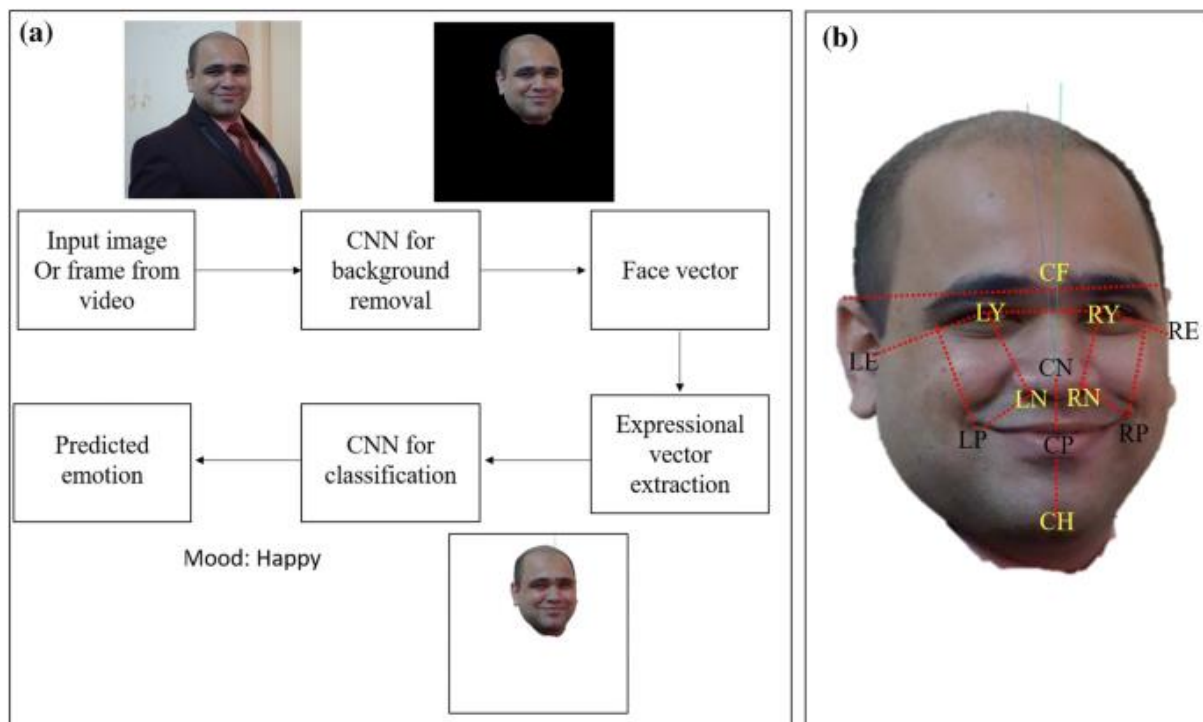 (a)
Input image
Or frame from
video
CNN for
background
removal
Face vector
Predicted
emotion
CNN for
classification
Expressional
vector
extraction
Mood: Happy
(b)
CF
LY
RY
LE
RE
CN
LN
RN
LP
CP
RP
CH